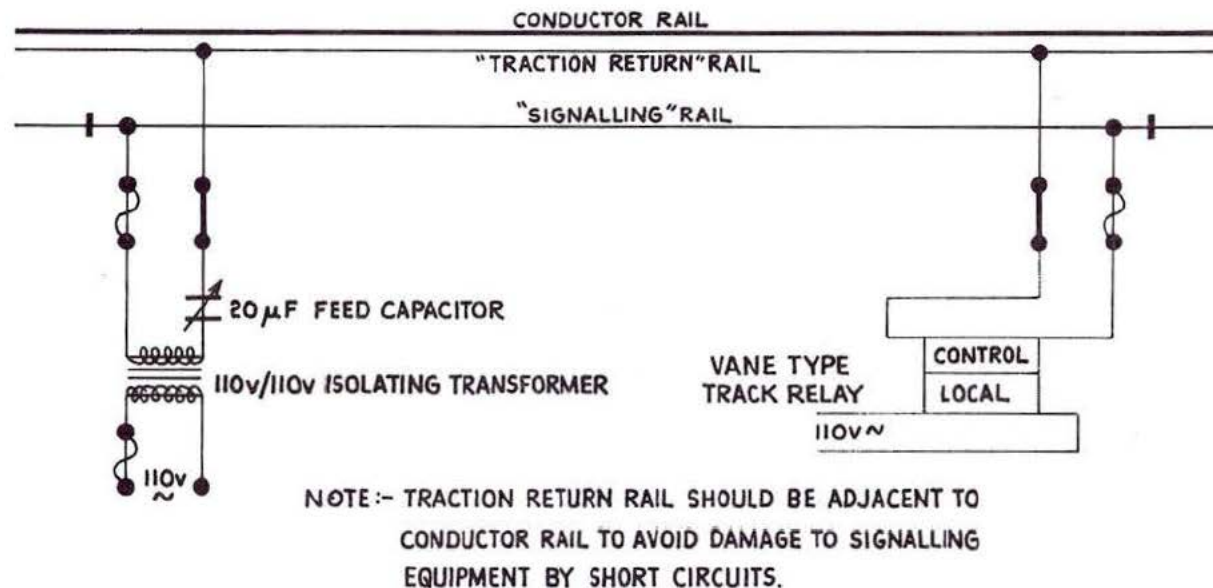 CONDUCTOR RAIL
"TRACTION RETURN" RAIL
"SIGNALLING" RAIL
20 µF FEED CAPACITOR
110v/110v ISOLATING TRANSFORMER
110v
~
VANE TYPE
TRACK RELAY
CONTROL
LOCAL
110V~
NOTE:- TRACTION RETURN RAIL SHOULD BE ADJACENT TO
CONDUCTOR RAIL TO AVOID DAMAGE TO SIGNALLING
EQUIPMENT BY SHORT CIRCUITS.